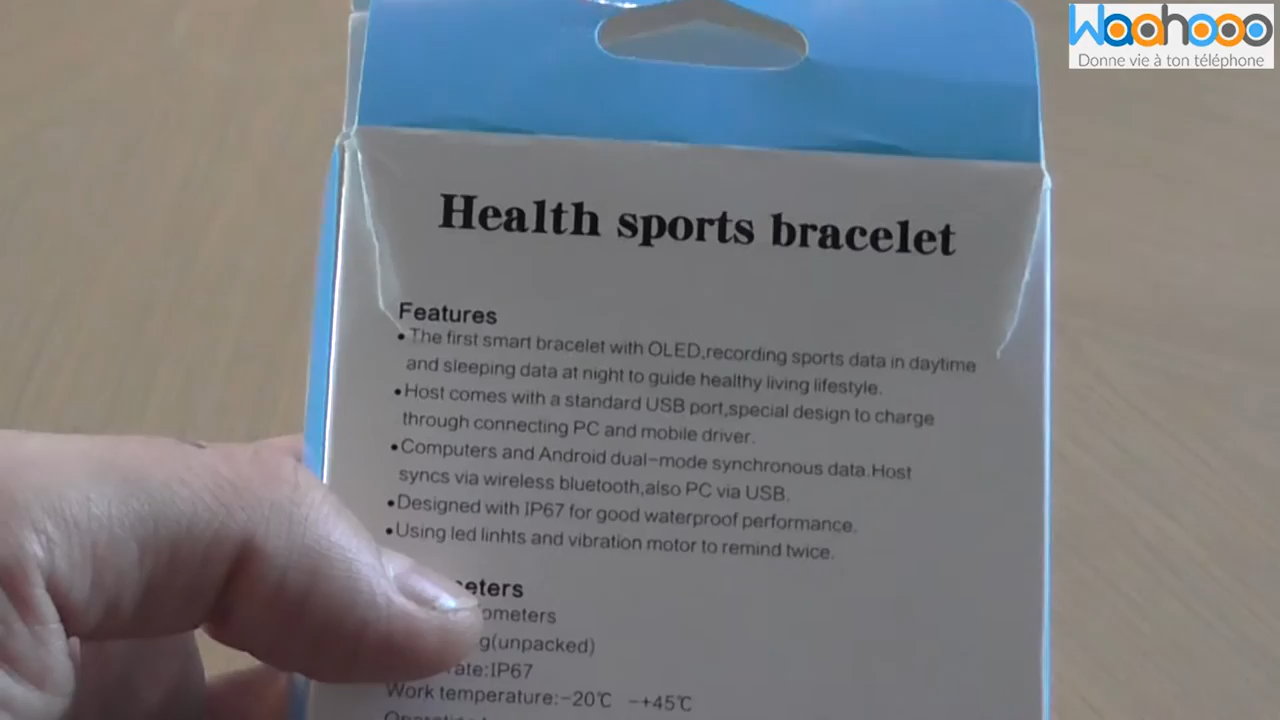 Waahooo
Donne vie à ton téléphone
Health sports bracelet
Features
•The first smart bracelet with OLED,recording sports data in daytime
and sleeping data at night to guide healthy living lifestyle.
•Host comes with a standard USB port,special design to charge
through connecting PC and mobile driver.
•Computers and Android dual-mode synchronous data.Host
syncs via wireless bluetooth,also PC via USB.
•Designed with IP67 for good waterproof performance.
•Using led linhts and vibration motor to remind twice.
g(unpacked)
IP67
Work temperature:-20℃ -+45℃